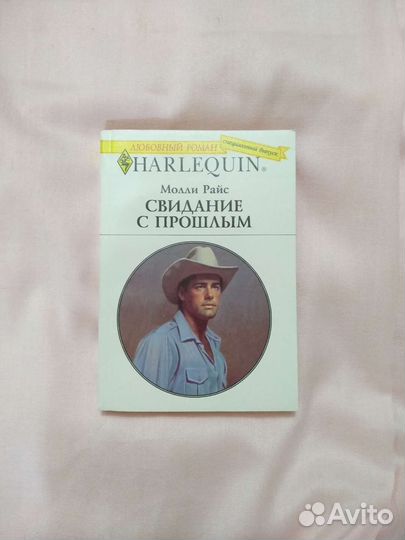 ЛЮБОВНЫЙ РОМАН
специальный выпуск
HARLEQUIN®
Молли Райс
СВИДАНИЕ
С ПРОШЛЫМ
Avito